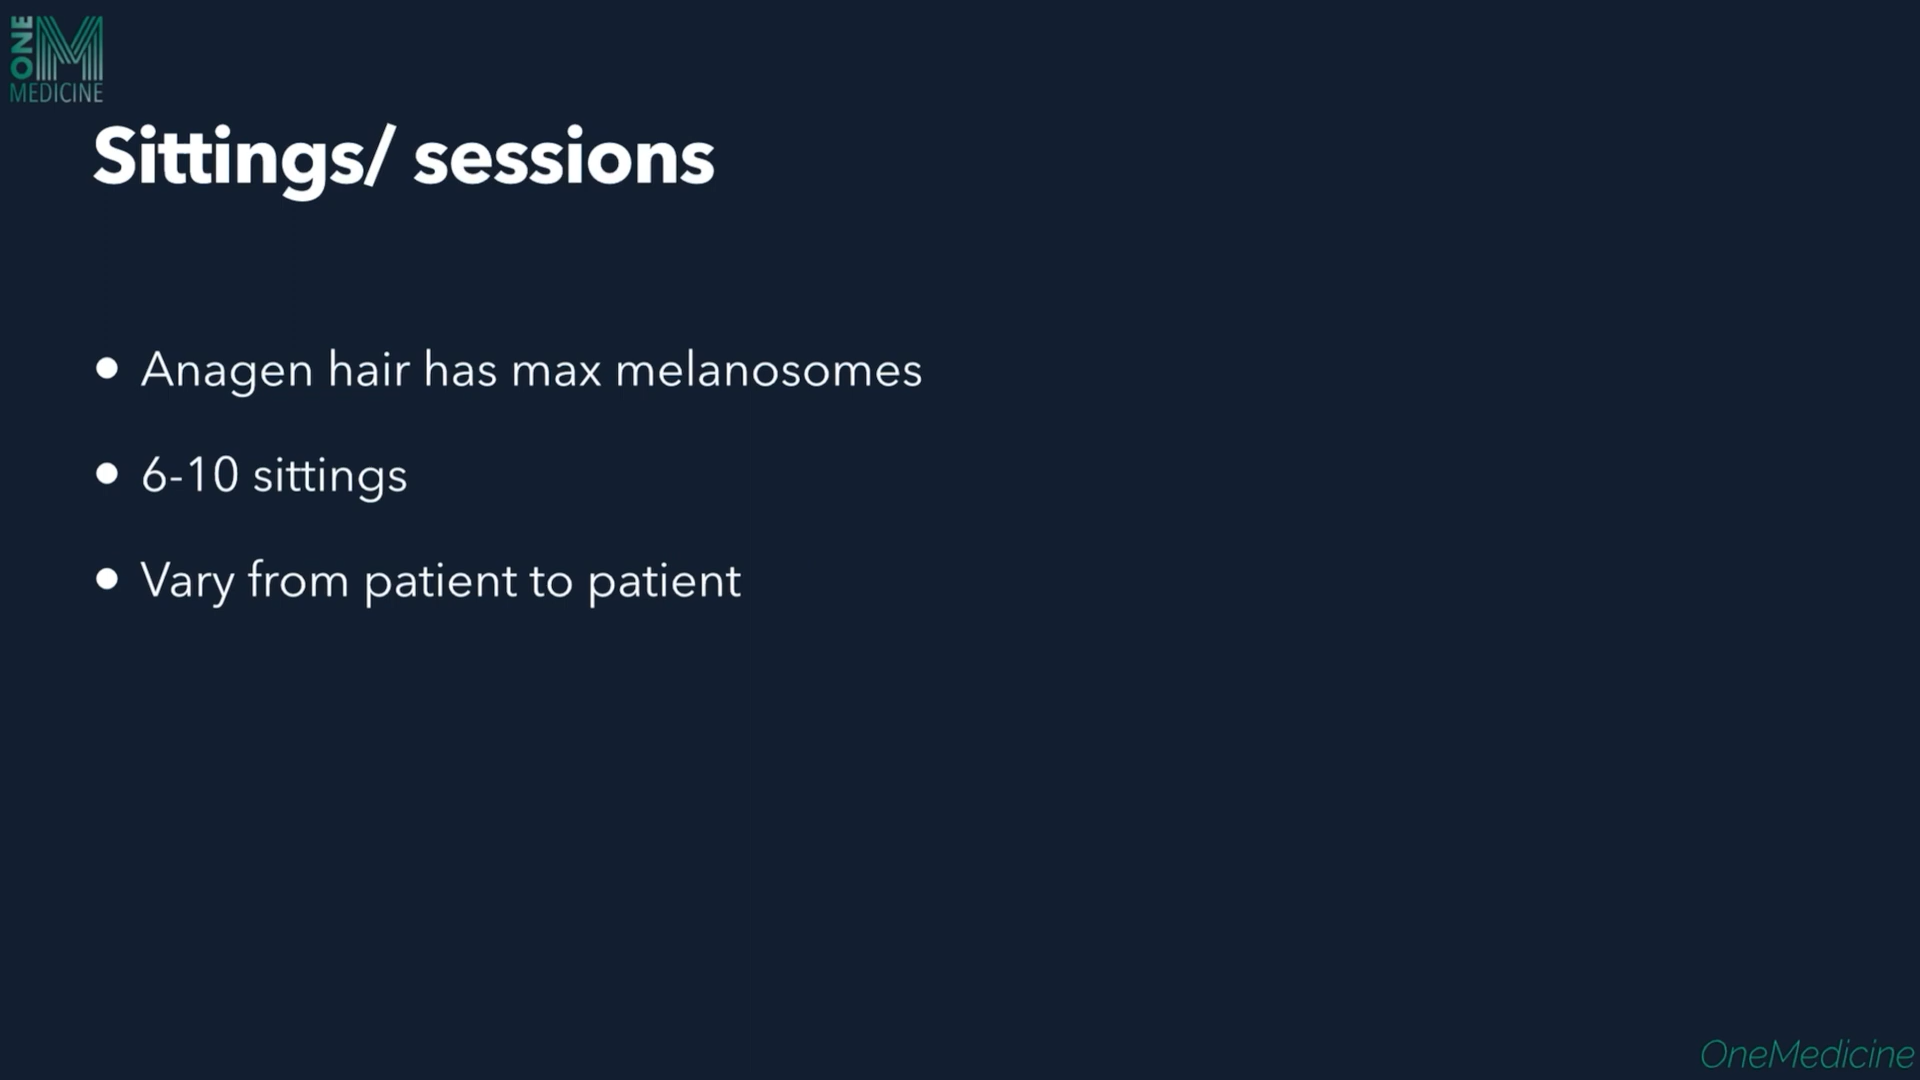 ONE
M
MEDICINE
Sittings/ sessions
• Anagen hair has max melanosomes
• 6-10 sittings
• Vary from patient to patient
OneMedicine